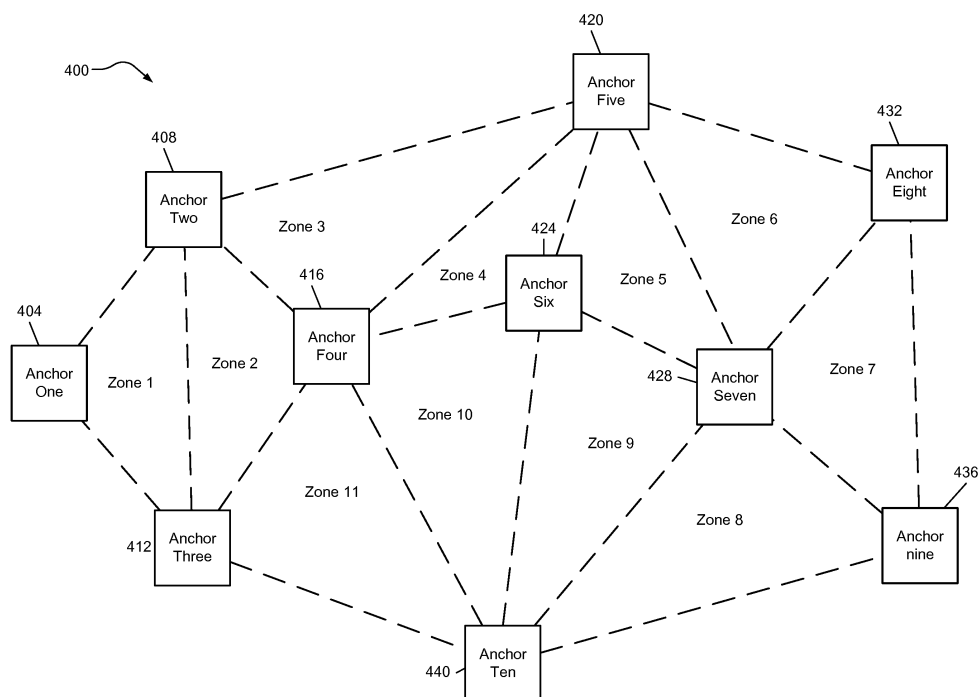 420
Anchor
Five
400
432
Anchor
Eight
408
Anchor
Two
Zone 3
Zone 6
424
Anchor
Six
416
Anchor
Four
Zone 4
Zone 5
404
Anchor
One
Zone 1
Zone 2
428
Anchor
Seven
Zone 7
Zone 10
Zone 9
436
Anchor
nine
Zone 11
Zone 8
412
Anchor
Three
440
Anchor
Ten